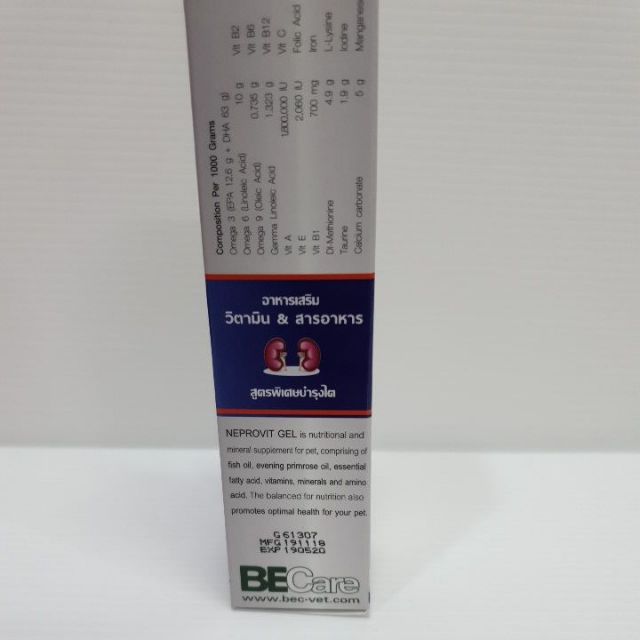 Composition Per 1000 Grams
Omega 3 (EPA 12.6 g + DHA 63 g)
Omega 6 (Linoleic Acid) 10 g Vit B2
Omega 9 (Oleic Acid) 0.735 g Vit B6
Gamma Linoleic Acid 1.323 g Vit B12
Vit A 1,800,000 IU Vit C
Vit E 2,060 IU Folic Acid
Vit B1 700 mg Iron
Dl-Methionine 4.9 g L-Lysine
Taurine 1.9 g Iodine
Calcium carbonate 5 g Manganese
อาหารเสริม
วิตามิน & สารอาหาร
สูตรพิเศษบำรุงไต
NEPROVIT GEL is nutritional and
mineral supplement for pet, comprising of
fish oil, evening primrose oil, essential
fatty acid, vitamins, minerals and amino
acid. The balanced for nutrition also
promotes optimal health for your pet.
G61307
MFG191118
EXP190520
BECare
www.bec-vet.com